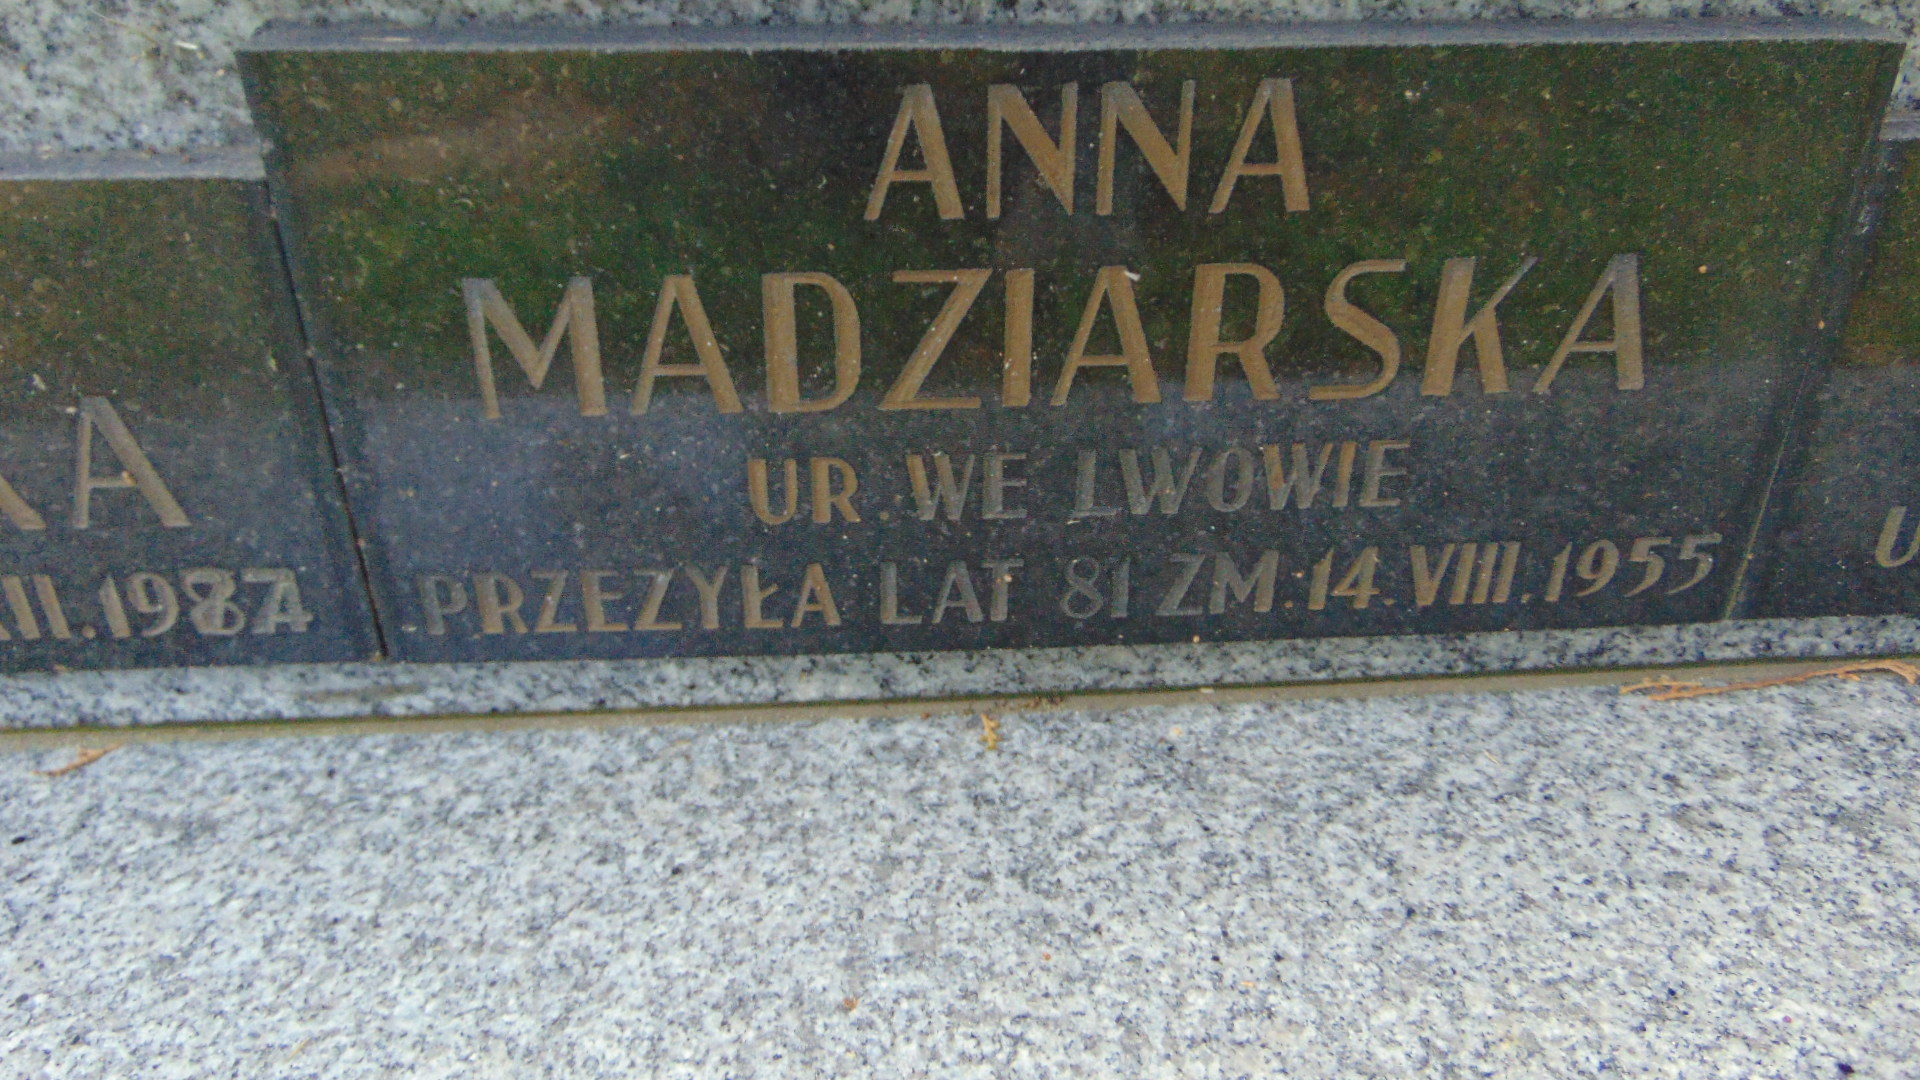 ANNA
MADZIARSKA
UR. WE LWOWIE
PRZEZYŁA LAT 81 ZM. 14. VIII. 1955